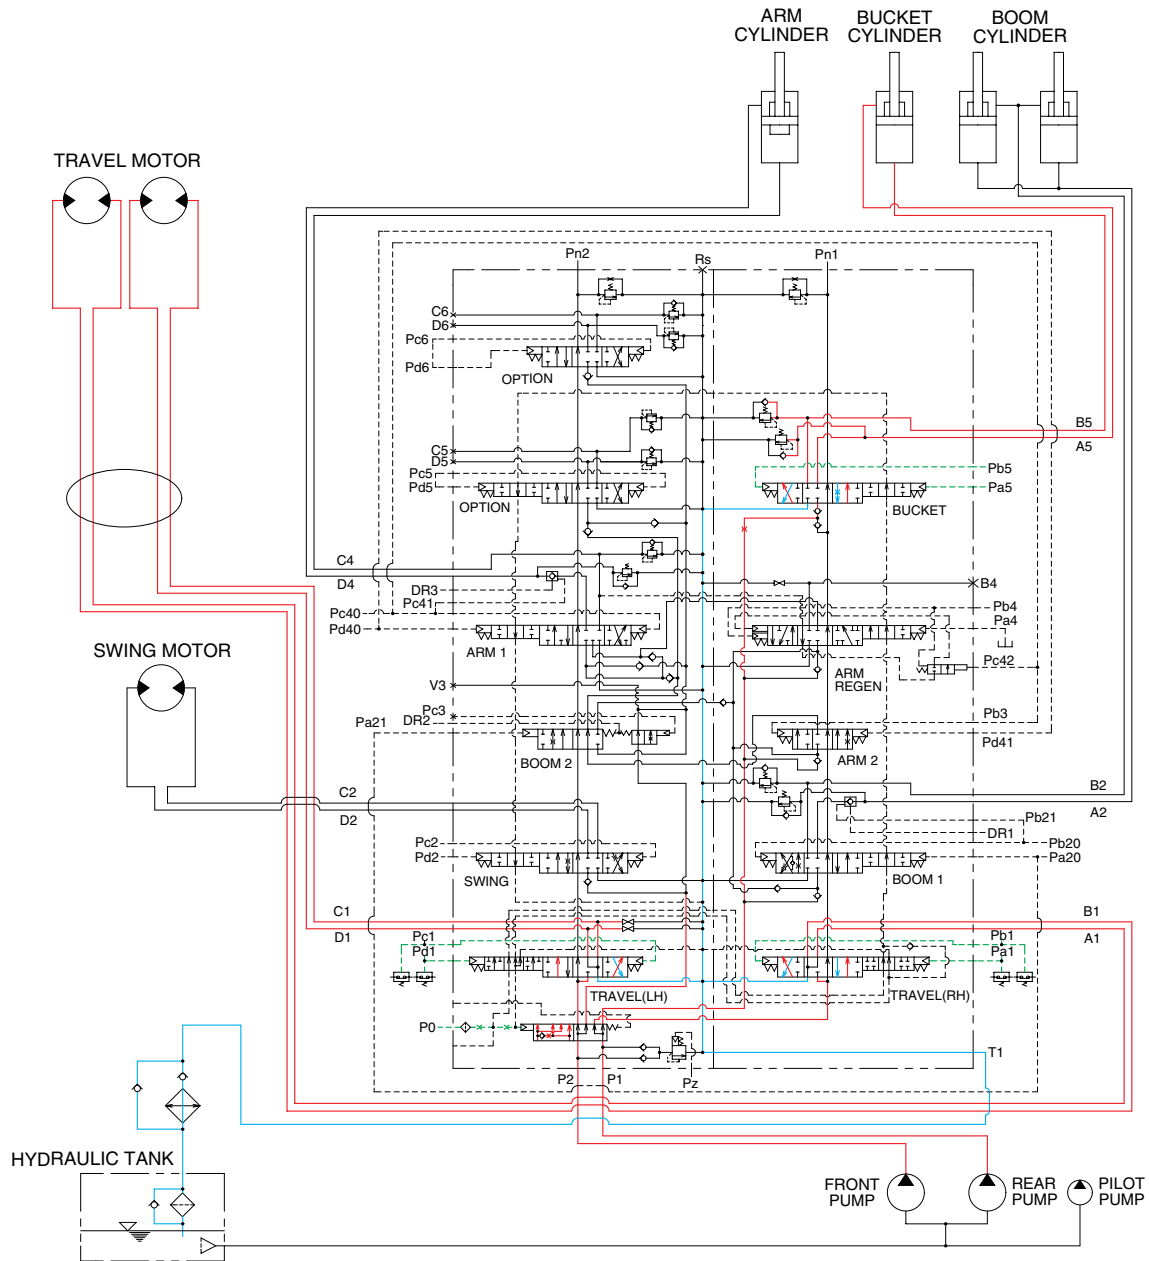 ARM
CYLINDER
BUCKET
CYLINDER
BOOM
CYLINDER
TRAVEL MOTOR
Pn2
Rs
Pn1
C6
D6
Pc6
Pd6
OPTION
B5
A5
C5
D5
Pc5
Pd5
OPTION
Pb5
Pa5
BUCKET
C4
D4
DR3
Pc41
Pc40
Pd40
ARM 1
B4
Pb4
Pa4
Pc42
ARM
REGEN
SWING MOTOR
V3
Pc3
DR2
Pa21
BOOM 2
Pb3
Pd41
ARM 2
C2
D2
B2
A2
Pb21
DR1
Pc2
Pd2
SWING
Pb20
Pa20
BOOM 1
C1
D1
B1
A1
Pc1
Pd1
TRAVEL(LH)
Pb1
Pa1
TRAVEL(RH)
P0
P2
P1
Pz
T1
HYDRAULIC TANK
FRONT
PUMP
REAR
PUMP
PILOT
PUMP